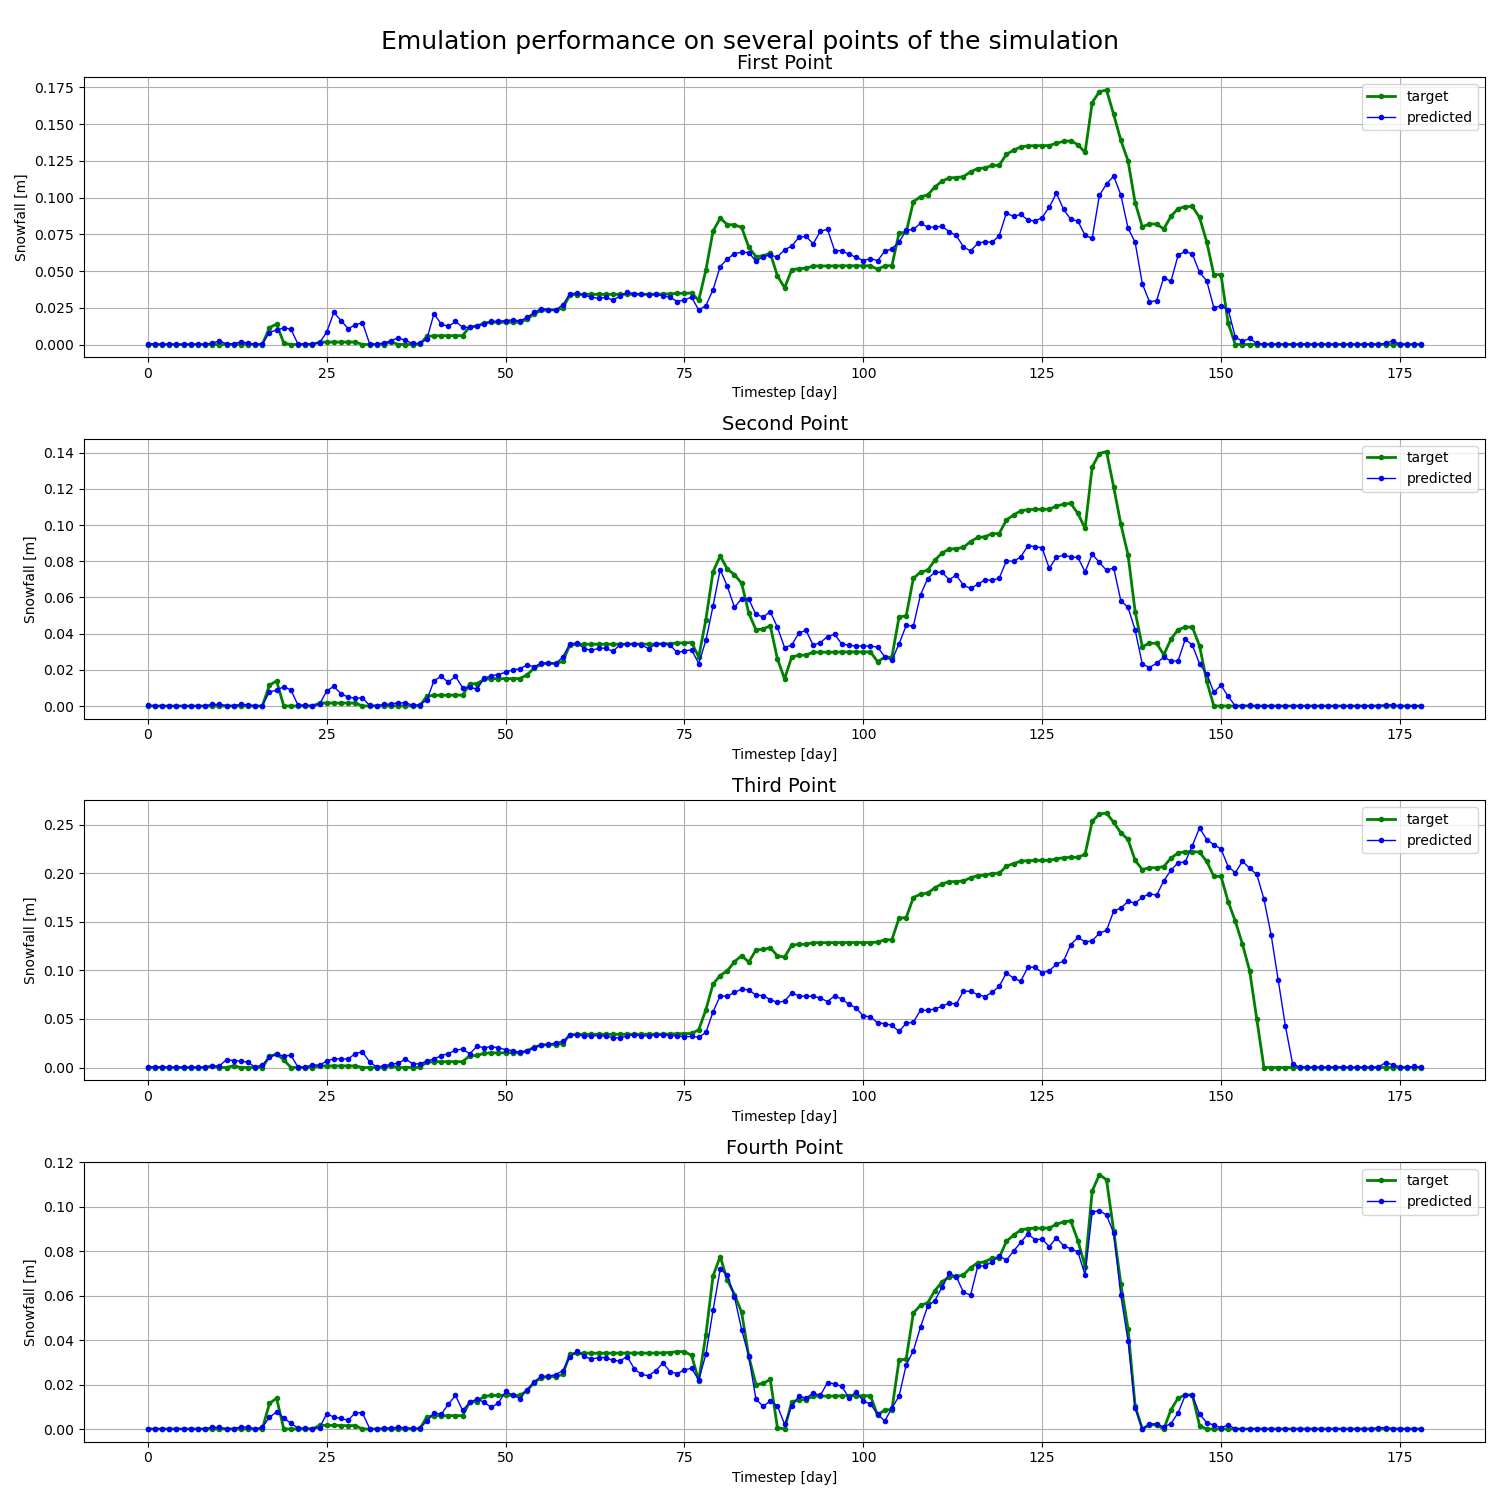 Emulation performance on several points of the simulation
First Point
0.175
0.150
0.125
0.100
0.075
0.050
0.025
0.000
Snowfall [m]
target
predicted
0 25 50 75 100 125 150 175
Timestep [day]
Second Point
0.14
0.12
0.10
0.08
0.06
0.04
0.02
0.00
Snowfall [m]
target
predicted
0 25 50 75 100 125 150 175
Timestep [day]
Third Point
0.25
0.20
0.15
0.10
0.05
0.00
Snowfall [m]
target
predicted
0 25 50 75 100 125 150 175
Timestep [day]
Fourth Point
0.12
0.10
0.08
0.06
0.04
0.02
0.00
Snowfall [m]
target
predicted
0 25 50 75 100 125 150 175
Timestep [day]